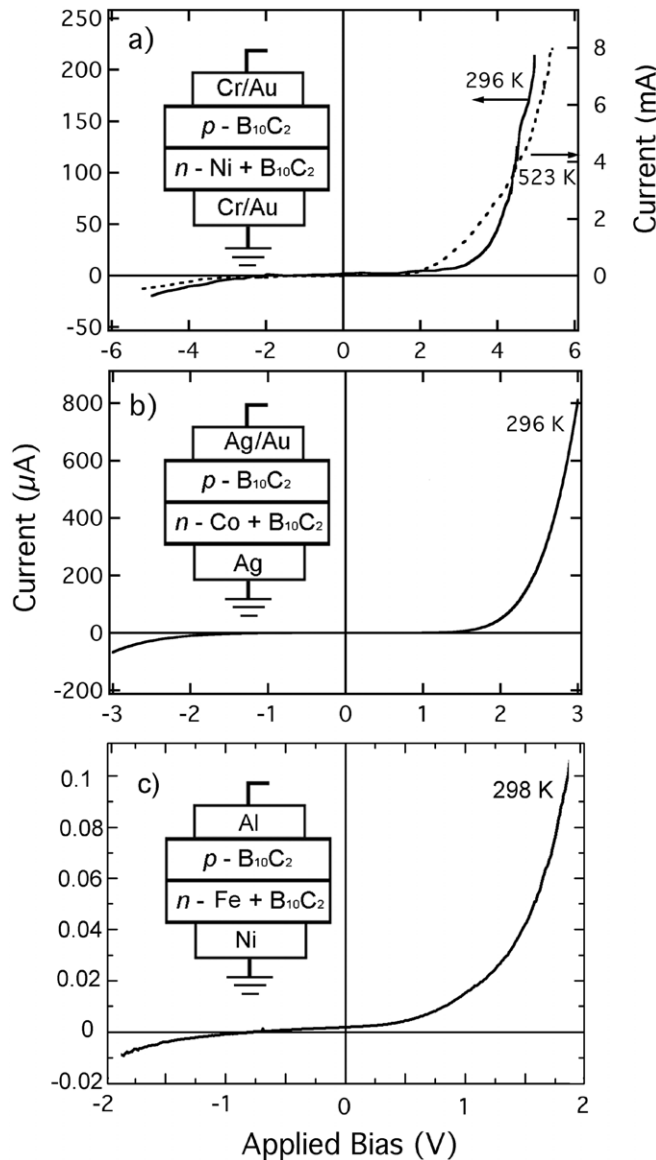 a)
250
200
150
100
50
0
-50
8
6
4
2
0
Current (mA)
296 K
523 K
Cr/Au
p - B₁₀C₂
n - Ni + B₁₀C₂
Cr/Au
-6 -4 -2 0 2 4 6
b)
800
600
400
200
0
-200
Current (µA)
296 K
Ag/Au
p - B₁₀C₂
n - Co + B₁₀C₂
Ag
-3 -2 -1 0 1 2 3
c)
0.1
0.08
0.06
0.04
0.02
0
-0.02
298 K
Al
p - B₁₀C₂
n - Fe + B₁₀C₂
Ni
-2 -1 0 1 2
Applied Bias (V)